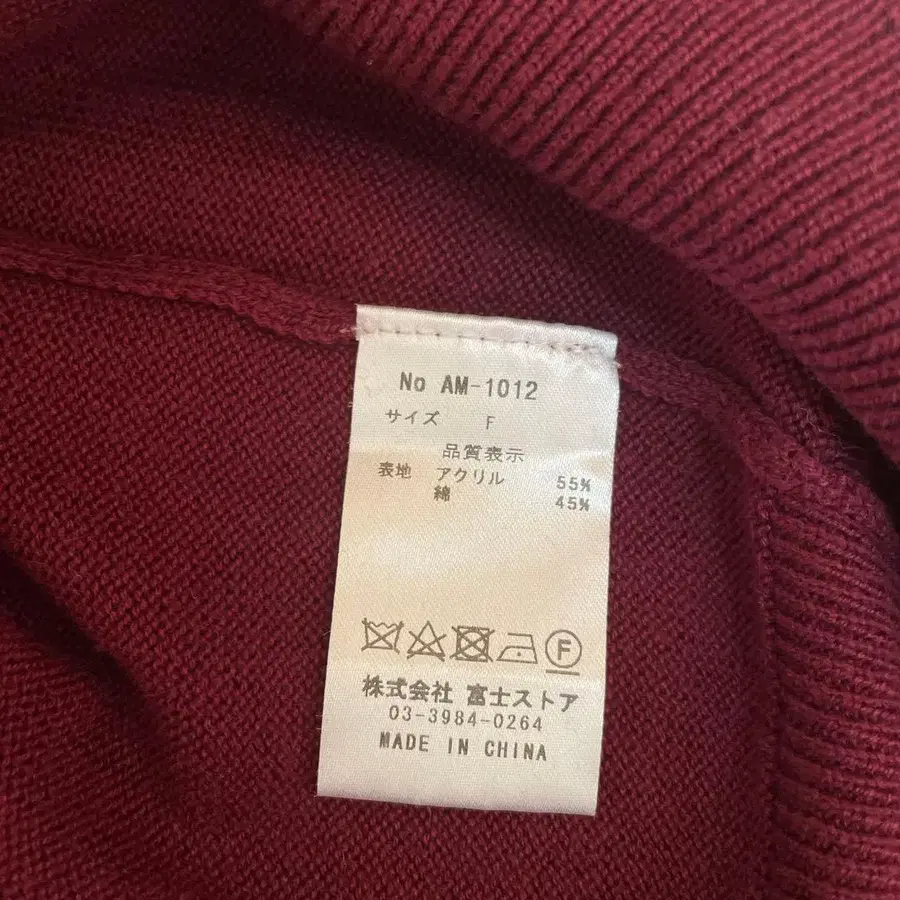 No AM-1012
サイズ F
品質表示
表地 アクリル 55%
綿 45%
F
株式会社 富士ストア
03-3984-0264
MADE IN CHINA